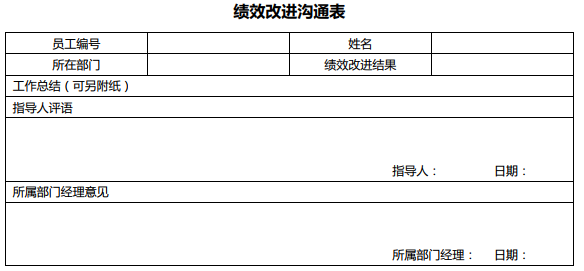 绩效改进沟通表
员工编号 姓名
所在部门 绩效改进结果
工作总结（可另附纸）
指导人评语
指导人： 日期：
所属部门经理意见
所属部门经理： 日期：